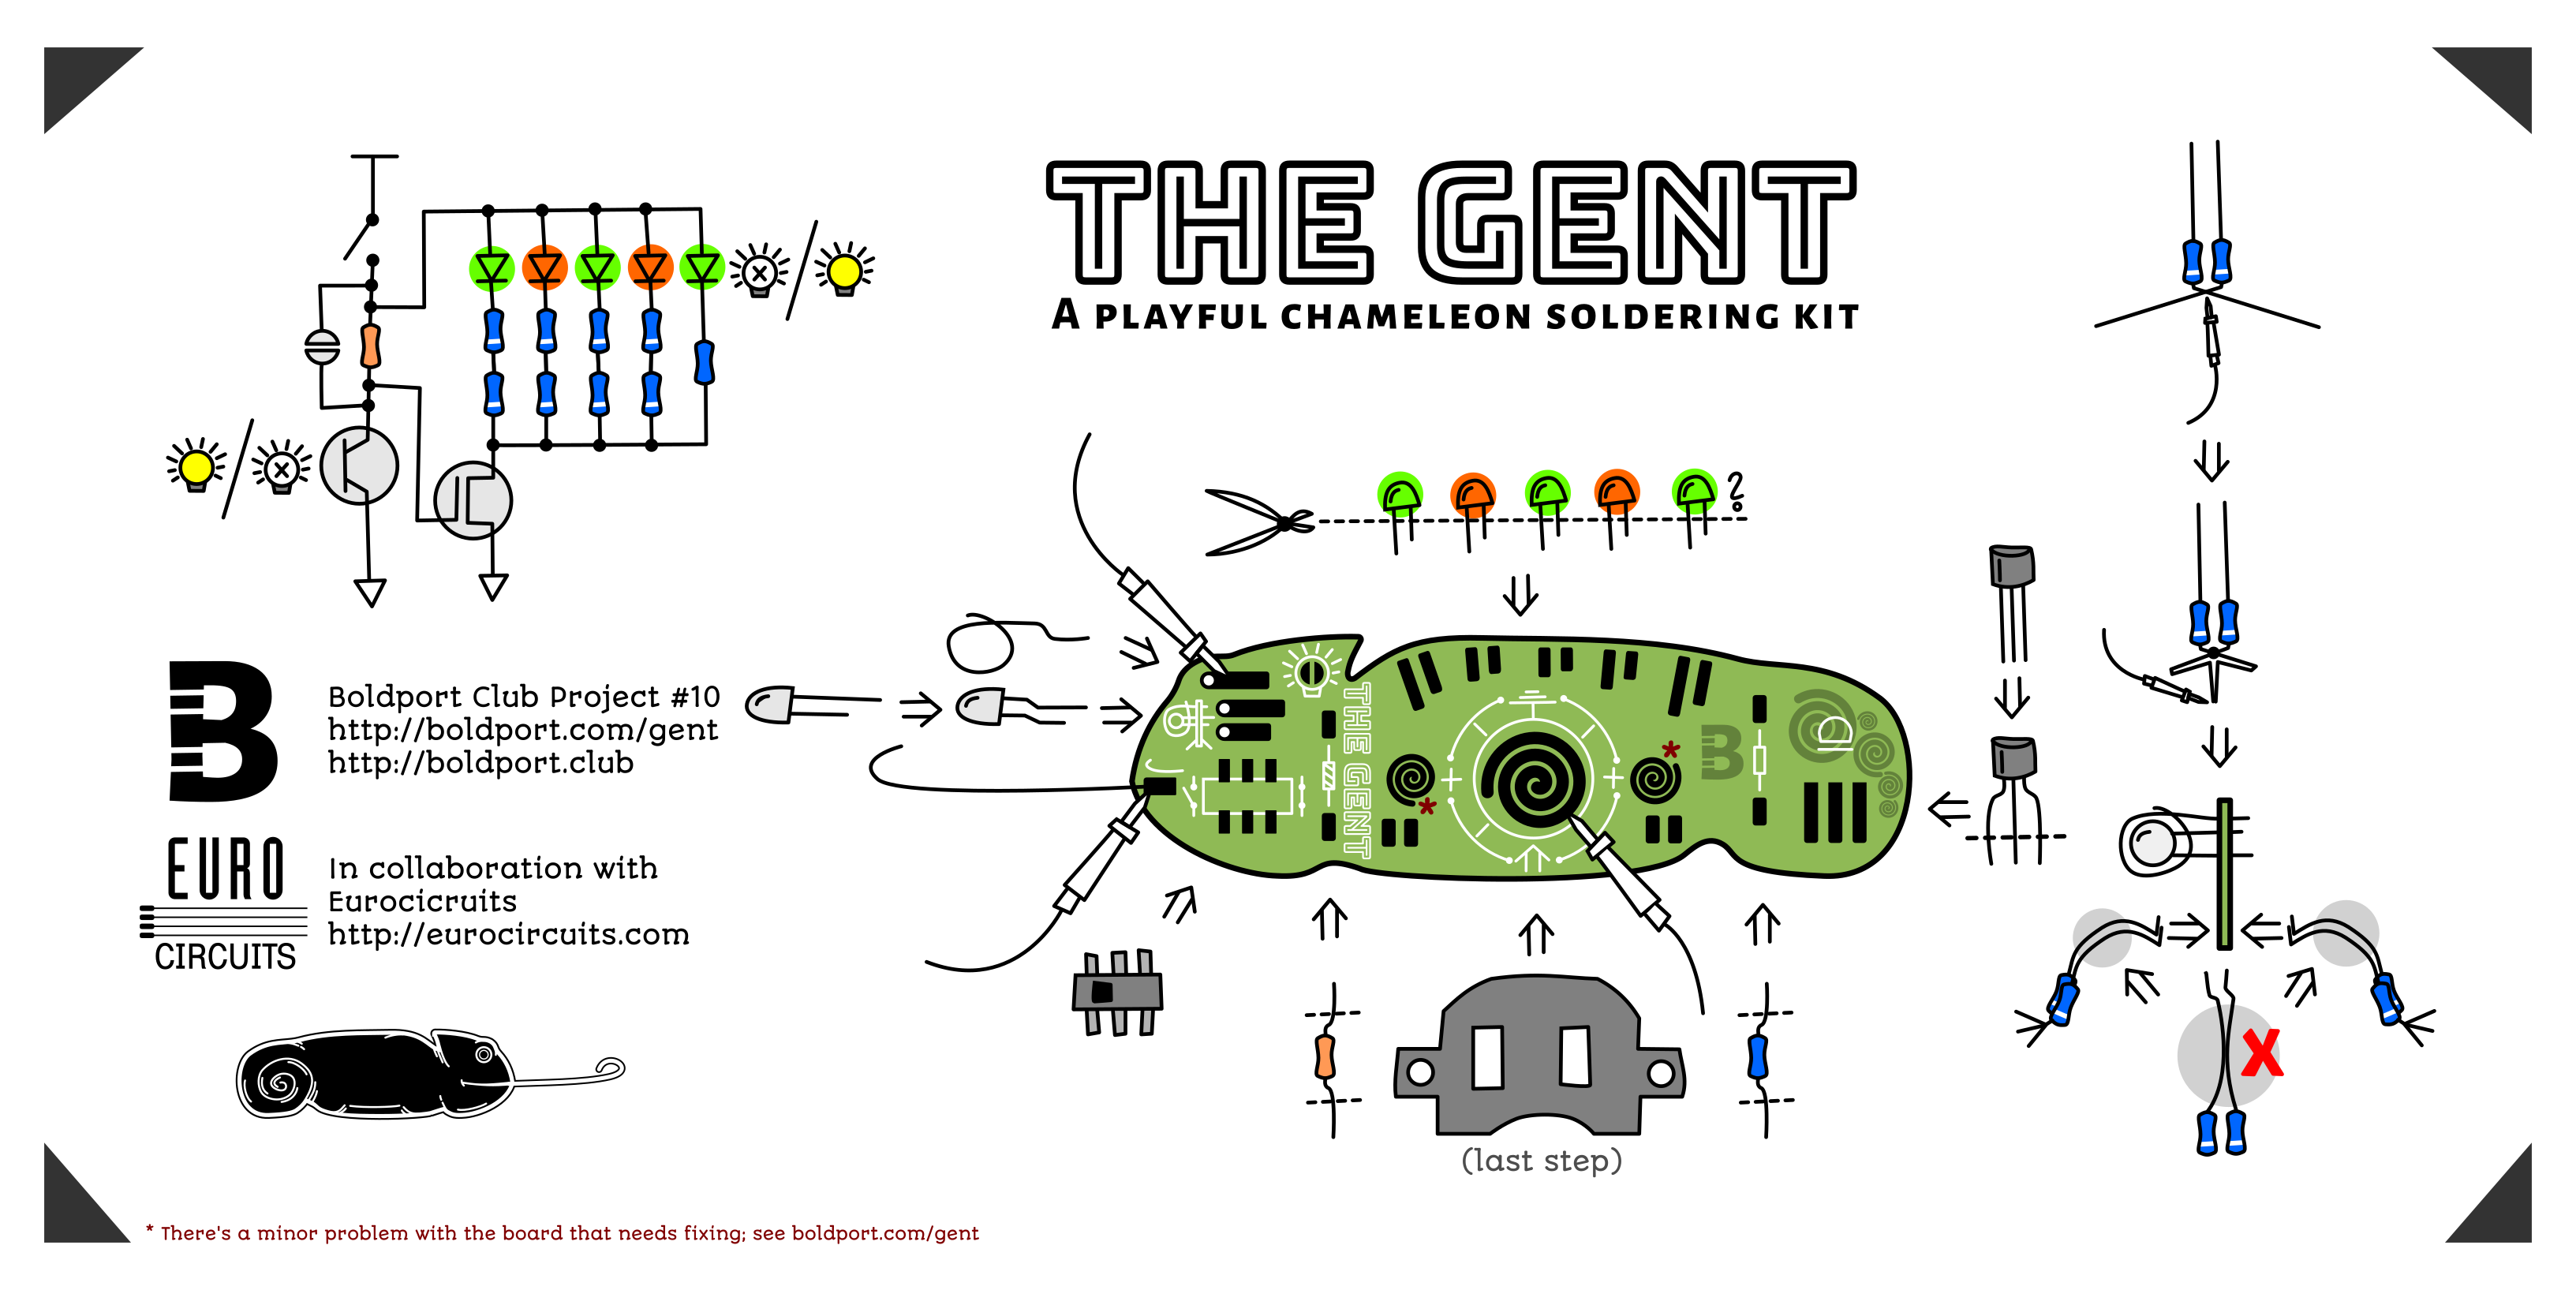 THE GENT
A PLAYFUL CHAMELEON SOLDERING KIT
?
B
Boldport Club Project #10
http://boldport.com/gent
http://boldport.club
EURO
CIRCUITS
In collaboration with
Eurocicruits
http://eurocircuits.com
THE GENT
*
*
B
X
(last step)
* There's a minor problem with the board that needs fixing; see boldport.com/gent